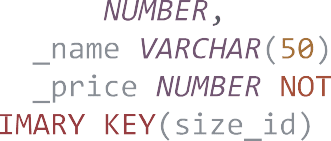 NUMBER,
_name VARCHAR(50)
_price NUMBER NOT
IMARY KEY(size_id)